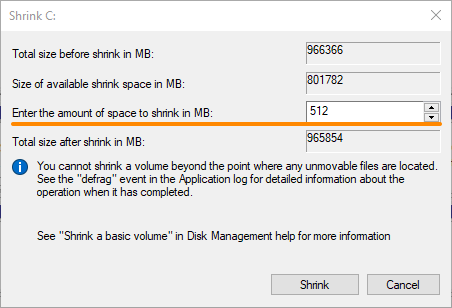 Shrink C:
Total size before shrink in MB: 966366
Size of available shrink space in MB: 801782
Enter the amount of space to shrink in MB: 512
Total size after shrink in MB: 965854
You cannot shrink a volume beyond the point where any unmovable files are located.
See the "defrag" event in the Application log for detailed information about the
operation when it has completed.
See "Shrink a basic volume" in Disk Management help for more information
Shrink Cancel